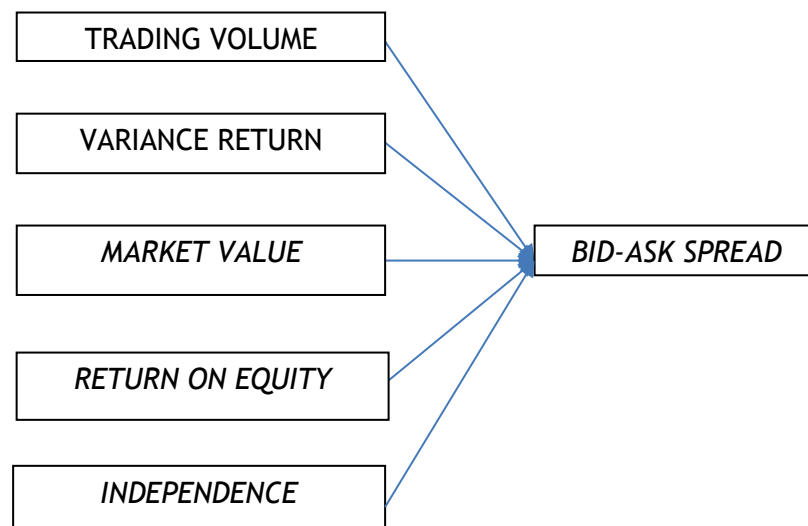 TRADING VOLUME
VARIANCE RETURN
MARKET VALUE
BID-ASK SPREAD
RETURN ON EQUITY
INDEPENDENCE